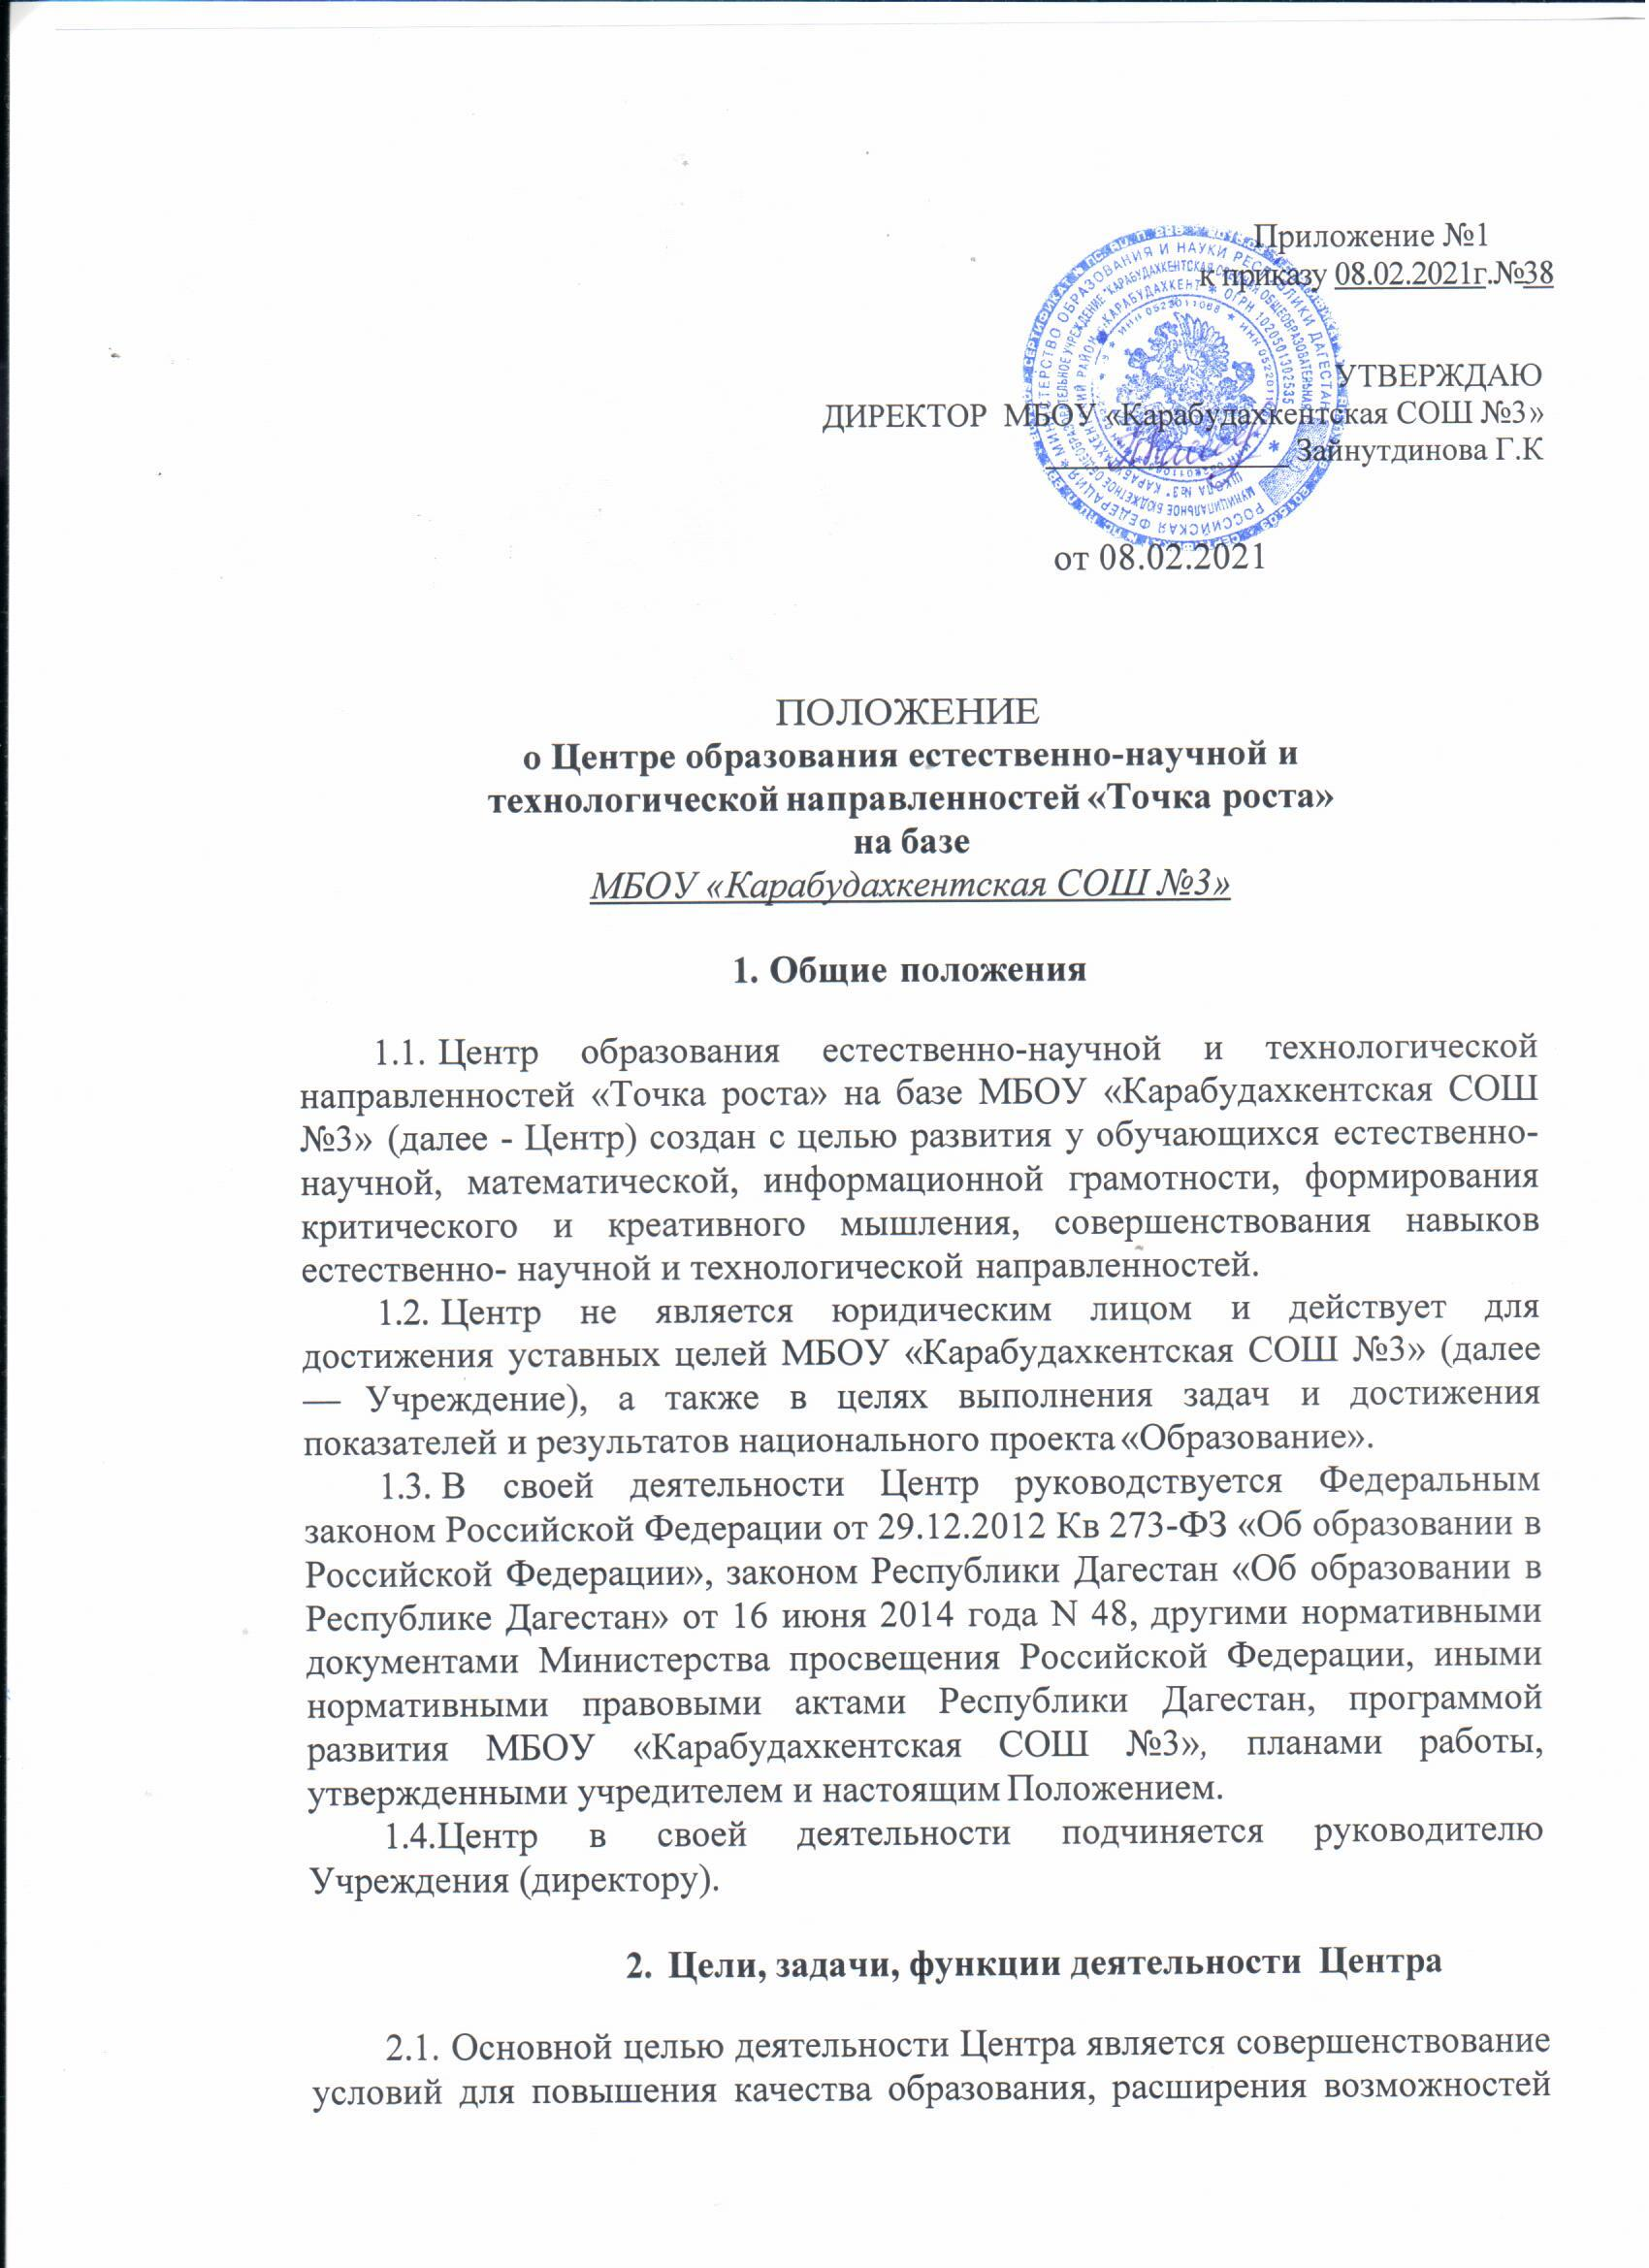 Приложение №1
к приказу 08.02.2021г.№38
УТВЕРЖДАЮ
ДИРЕКТОР МБОУ «Карабудахкентская СОШ №3»
Зайнутдинова Г.К
МИНИСТЕРСТВО ОБРАЗОВАНИЯ И НАУКИ РЕСПУБЛИКИ ДАГЕСТАН
РОССИЙСКАЯ ФЕДЕРАЦИЯ
ОГРН 1020501302535
от 08.02.2021
ПОЛОЖЕНИЕ
о Центре образования естественно-научной и
технологической направленностей «Точка роста»
на базе
МБОУ «Карабудахкентская СОШ №3»
1. Общие положения
1.1. Центр образования естественно-научной и технологической
направленностей «Точка роста» на базе МБОУ «Карабудахкентская СОШ
№3» (далее - Центр) создан с целью развития у обучающихся естественно-
научной, математической, информационной грамотности, формирования
критического и креативного мышления, совершенствования навыков
естественно- научной и технологической направленностей.
1.2. Центр не является юридическим лицом и действует для
достижения уставных целей МБОУ «Карабудахкентская СОШ №3» (далее
— Учреждение), а также в целях выполнения задач и достижения
показателей и результатов национального проекта «Образование».
1.3. В своей деятельности Центр руководствуется Федеральным
законом Российской Федерации от 29.12.2012 Кв 273-ФЗ «Об образовании в
Российской Федерации», законом Республики Дагестан «Об образовании в
Республике Дагестан» от 16 июня 2014 года N 48, другими нормативными
документами Министерства просвещения Российской Федерации, иными
нормативными правовыми актами Республики Дагестан, программой
развития МБОУ «Карабудахкентская СОШ №3», планами работы,
утвержденными учредителем и настоящим Положением.
1.4.Центр в своей деятельности подчиняется руководителю
Учреждения (директору).
2. Цели, задачи, функции деятельности Центра
2.1. Основной целью деятельности Центра является совершенствование
условий для повышения качества образования, расширения возможностей